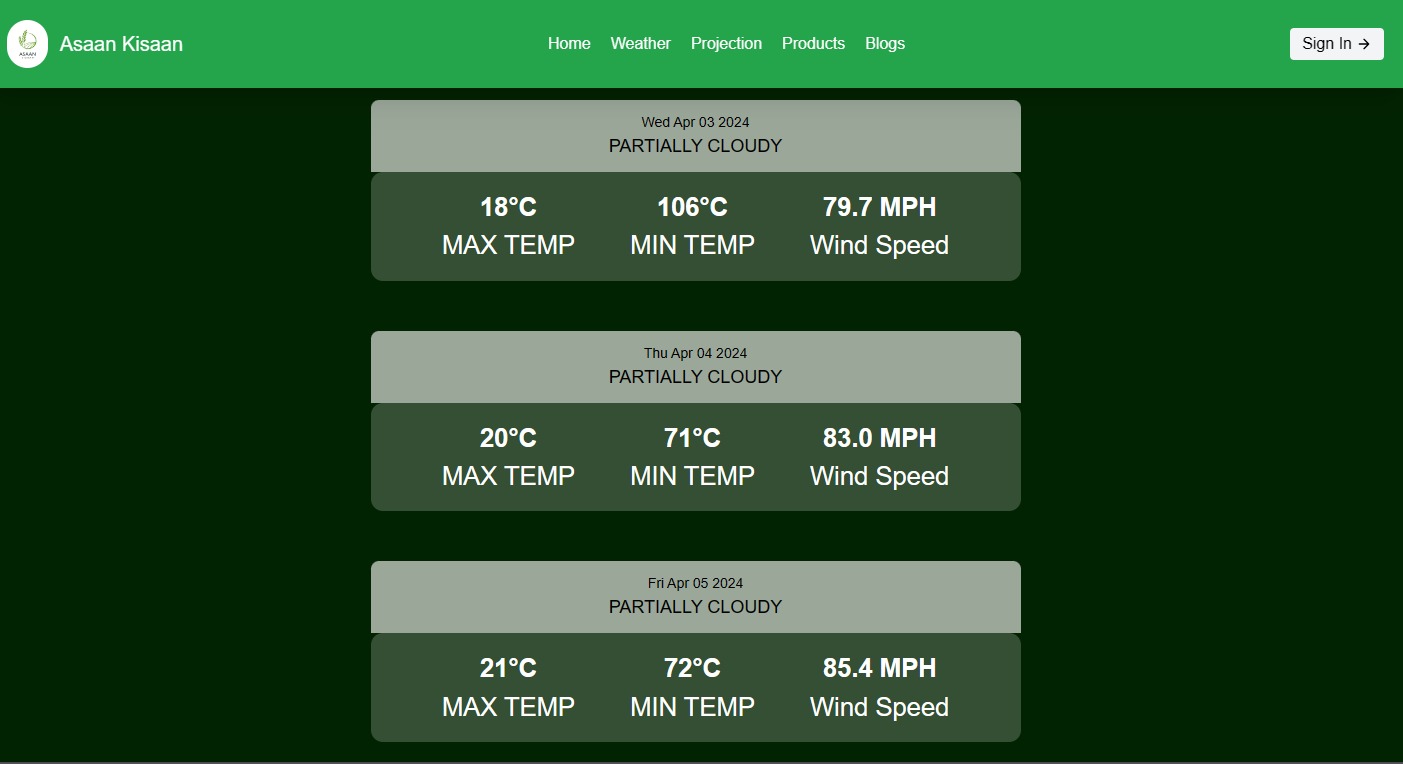 ASAAN
Asaan Kisaan
Home Weather Projection Products Blogs
Sign In →
Wed Apr 03 2024
PARTIALLY CLOUDY
18°C 106°C 79.7 MPH
MAX TEMP MIN TEMP Wind Speed
Thu Apr 04 2024
PARTIALLY CLOUDY
20°C 71°C 83.0 MPH
MAX TEMP MIN TEMP Wind Speed
Fri Apr 05 2024
PARTIALLY CLOUDY
21°C 72°C 85.4 MPH
MAX TEMP MIN TEMP Wind Speed